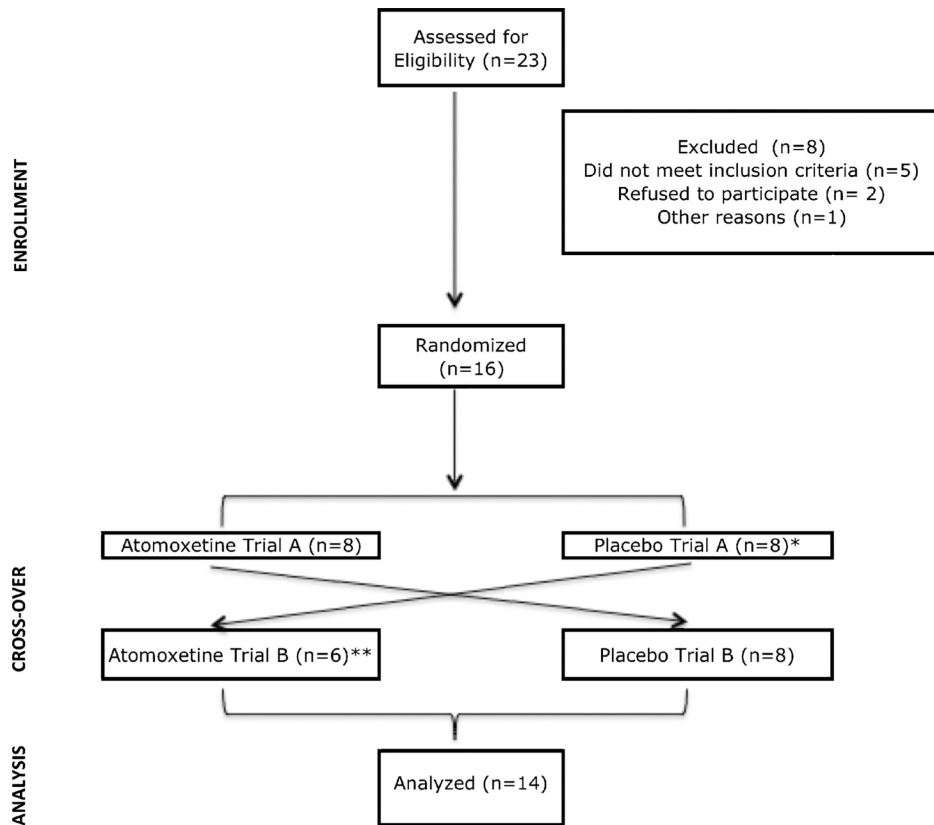 Assessed for
Eligibility (n=23)
ENROLLMENT
Excluded (n=8)
Did not meet inclusion criteria (n=5)
Refused to participate (n= 2)
Other reasons (n=1)
Randomized
(n=16)
CROSS-OVER
Atomoxetine Trial A (n=8)
Placebo Trial A (n=8)*
Atomoxetine Trial B (n=6)**
Placebo Trial B (n=8)
ANALYSIS
Analyzed (n=14)